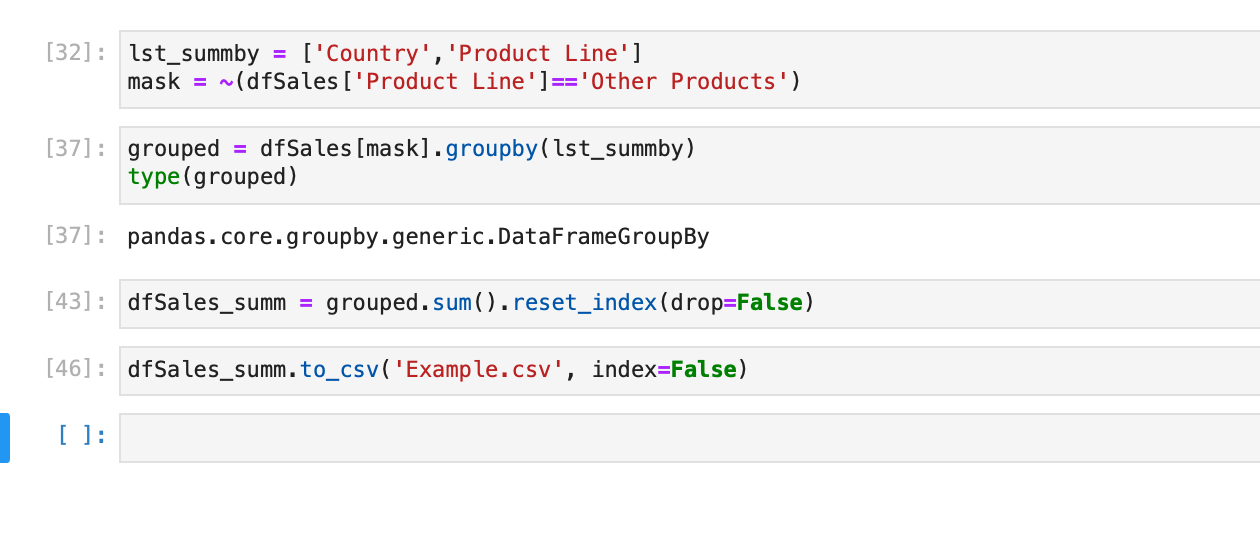 [32]: lst_summby = ['Country','Product Line']
mask = ~(dfSales['Product Line']=='Other Products')
[37]: grouped = dfSales[mask].groupby(lst_summby)
type(grouped)
[37]: pandas.core.groupby.generic.DataFrameGroupBy
[43]: dfSales_summ = grouped.sum().reset_index(drop=False)
[46]: dfSales_summ.to_csv('Example.csv', index=False)
[ ]: